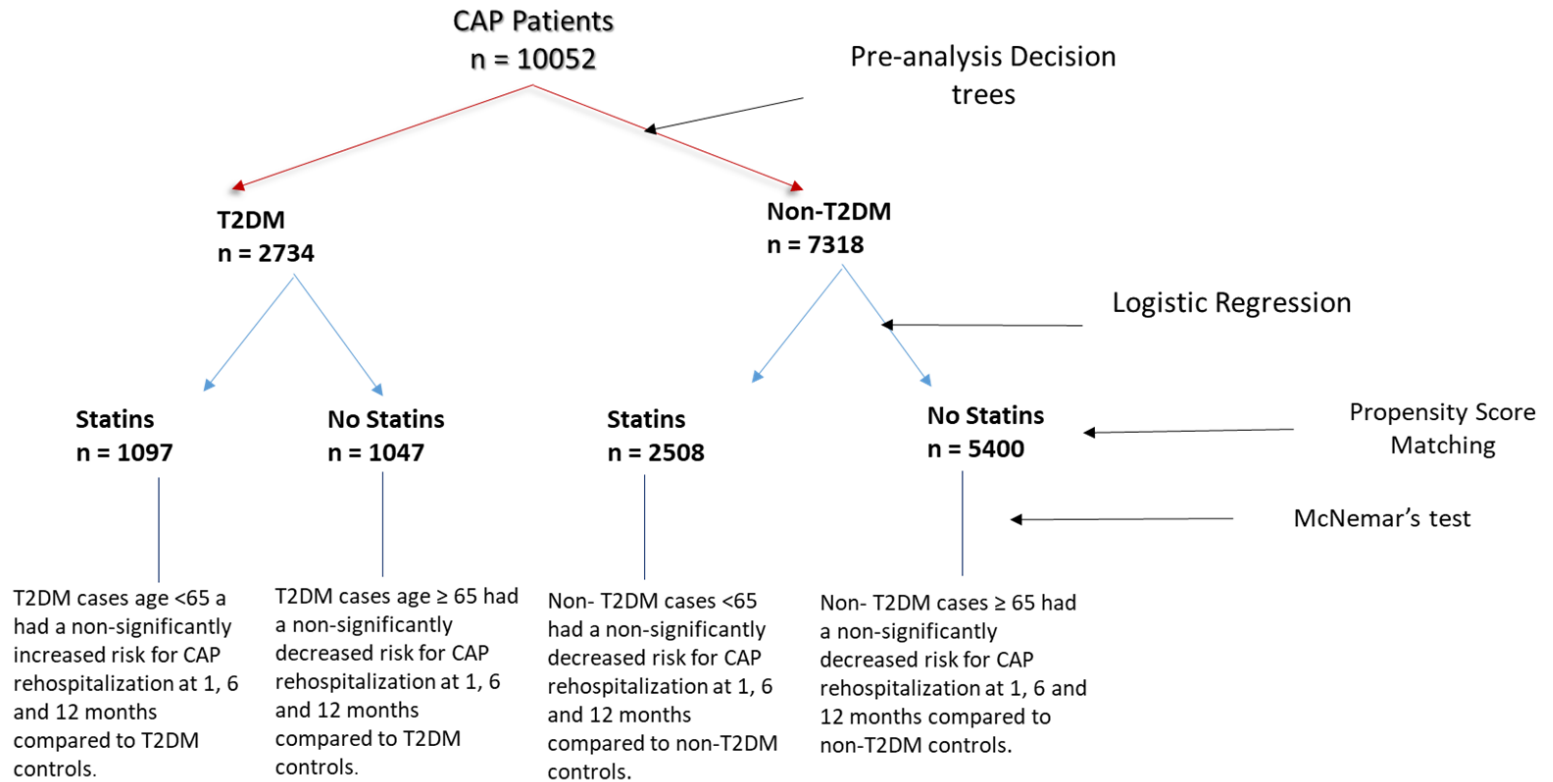 CAP Patients
n = 10052
Pre-analysis Decision
trees
T2DM
n = 2734
Non-T2DM
n = 7318
Logistic Regression
Statins
n = 1097
No Statins
n = 1047
Statins
n = 2508
No Statins
n = 5400
Propensity Score
Matching
McNemar’s test
T2DM cases age <65 a
had a non-significantly
increased risk for CAP
rehospitalization at 1, 6
and 12 months
compared to T2DM
controls.
T2DM cases age ≥ 65 had
a non-significantly
decreased risk for CAP
rehospitalization at 1, 6
and 12 months
compared to T2DM
controls.
Non- T2DM cases <65
had a non-significantly
decreased risk for CAP
rehospitalization at 1, 6
and 12 months
compared to non-T2DM
controls.
Non- T2DM cases ≥ 65 had
a non-significantly
decreased risk for CAP
rehospitalization at 1, 6 and
12 months compared to
non-T2DM controls.